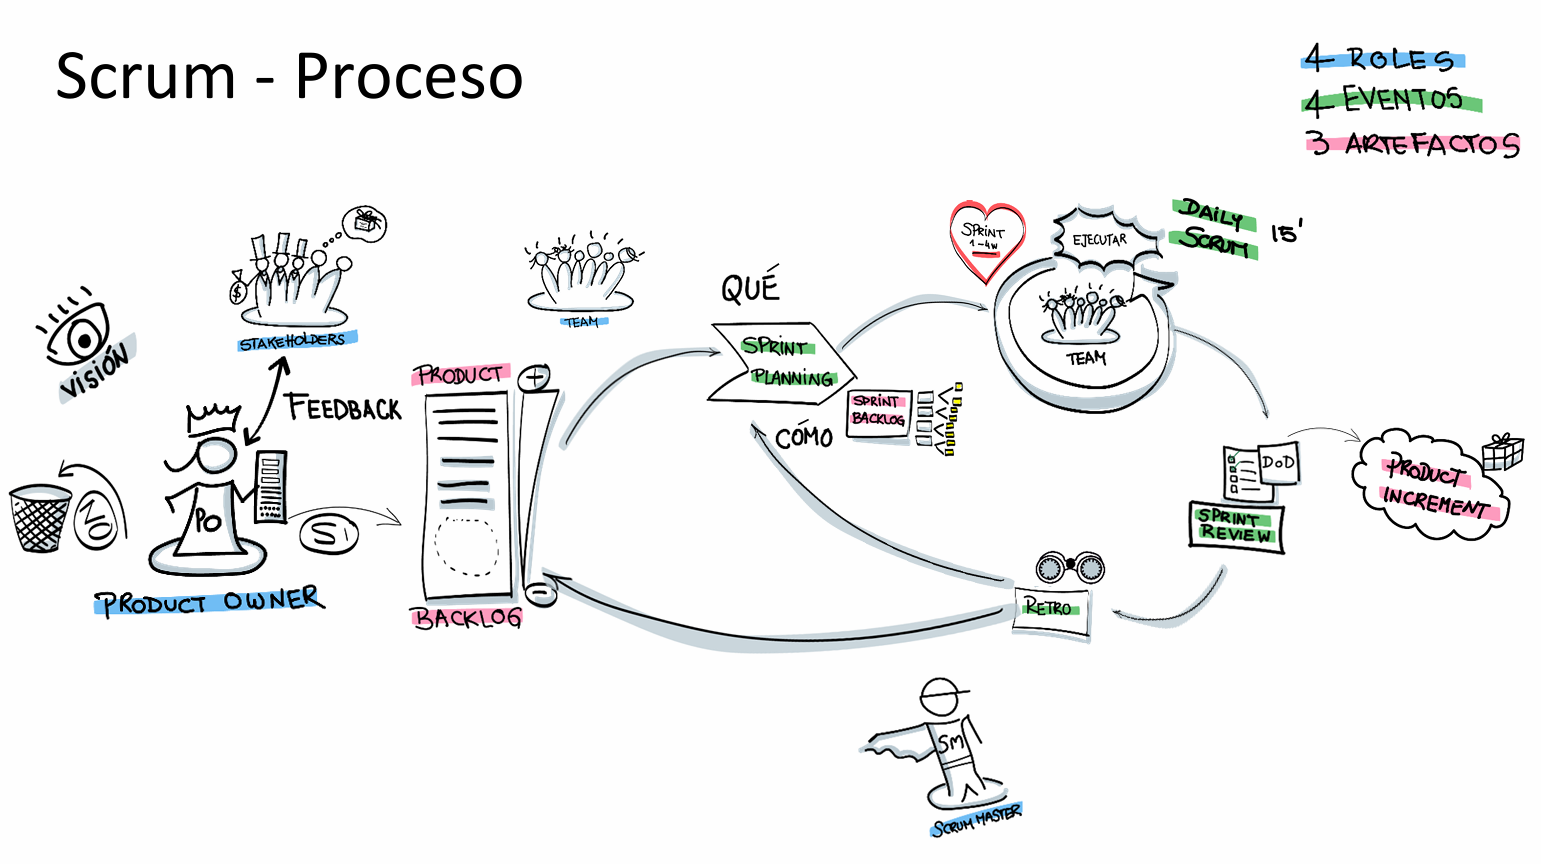 Scrum - Proceso
4 ROLES
4 EVENTOS
3 ARTEFACTOS
VISIÓN
$
STAKEHOLDERS
FEEDBACK
PO
PRODUCT OWNER
NO
SI
TEAM
PRODUCT
+
-
BACKLOG
QUÉ
SPRINT
PLANNING
CÓMO
SPRINT
BACKLOG
SPRINT
1-4W
EJECUTAR
DAILY
SCRUM
15'
TEAM
DoD
SPRINT
REVIEW
PRODUCT
INCREMENT
RETRO
SM
SCRUM MASTER